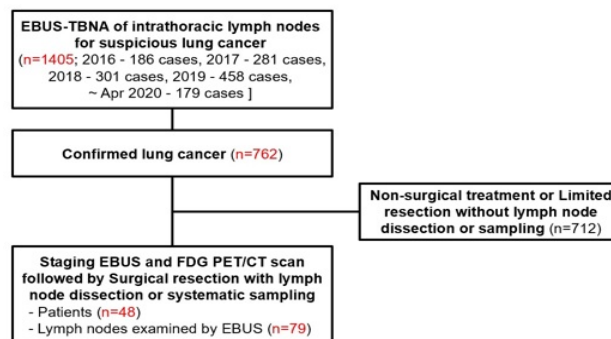 EBUS-TBNA of intrathoracic lymph nodes
for suspicious lung cancer
(n=1405; 2016 - 186 cases, 2017 - 281 cases,
2018 - 301 cases, 2019 - 458 cases,
~ Apr 2020 - 179 cases ]
Confirmed lung cancer (n=762)
Non-surgical treatment or Limited
resection without lymph node
dissection or sampling (n=712)
Staging EBUS and FDG PET/CT scan
followed by Surgical resection with lymph
node dissection or systematic sampling
- Patients (n=48)
- Lymph nodes examined by EBUS (n=79)